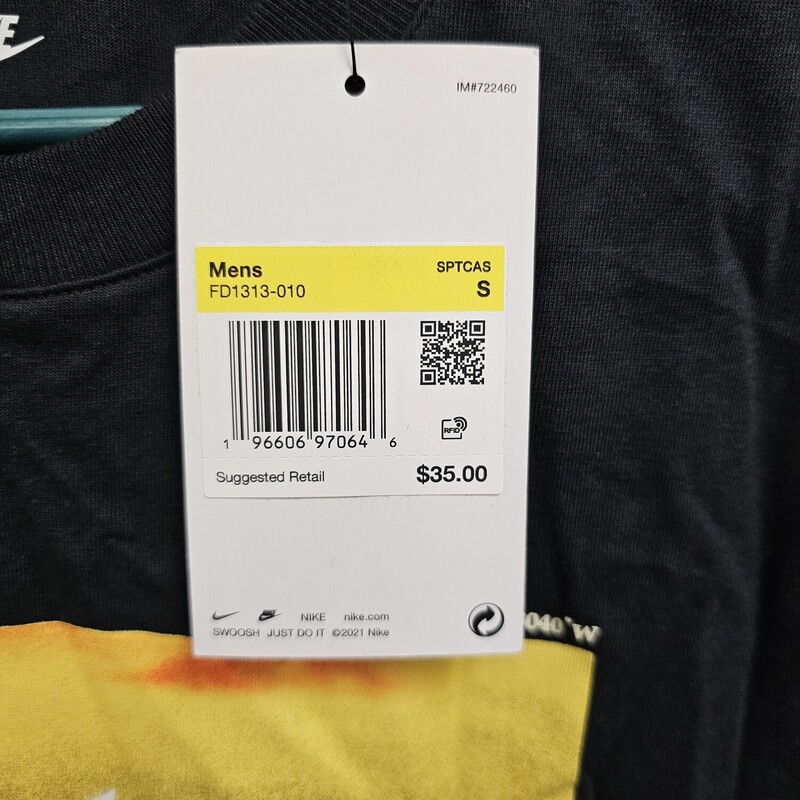 IM#722460
Mens SPTCAS
FD1313-010 S
RFID
1 96606 97064 6
Suggested Retail $35.00
NIKE nike.com
SWOOSH JUST DO IT ©2021 Nike
040°W